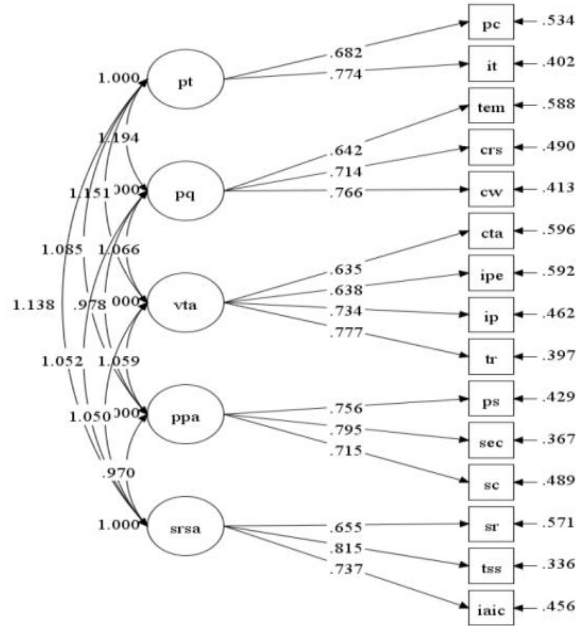 pc .534
.682
1.000 pt it .402
.774
tem .588
1.194
.642 crs .490
.714
1.151 000 pq .766 cw .413
cta .596
1.085 1.066
.635 ipe .592
.638
1.138 .978 000 vta .734 ip .462
.777
tr .397
1.052 1.059
.756 ps .429
1.050 000 ppa .795 sec .367
.715
sc .489
.970
1.000 srsa .655 sr .571
.815
.737 tss .336
iaic .456